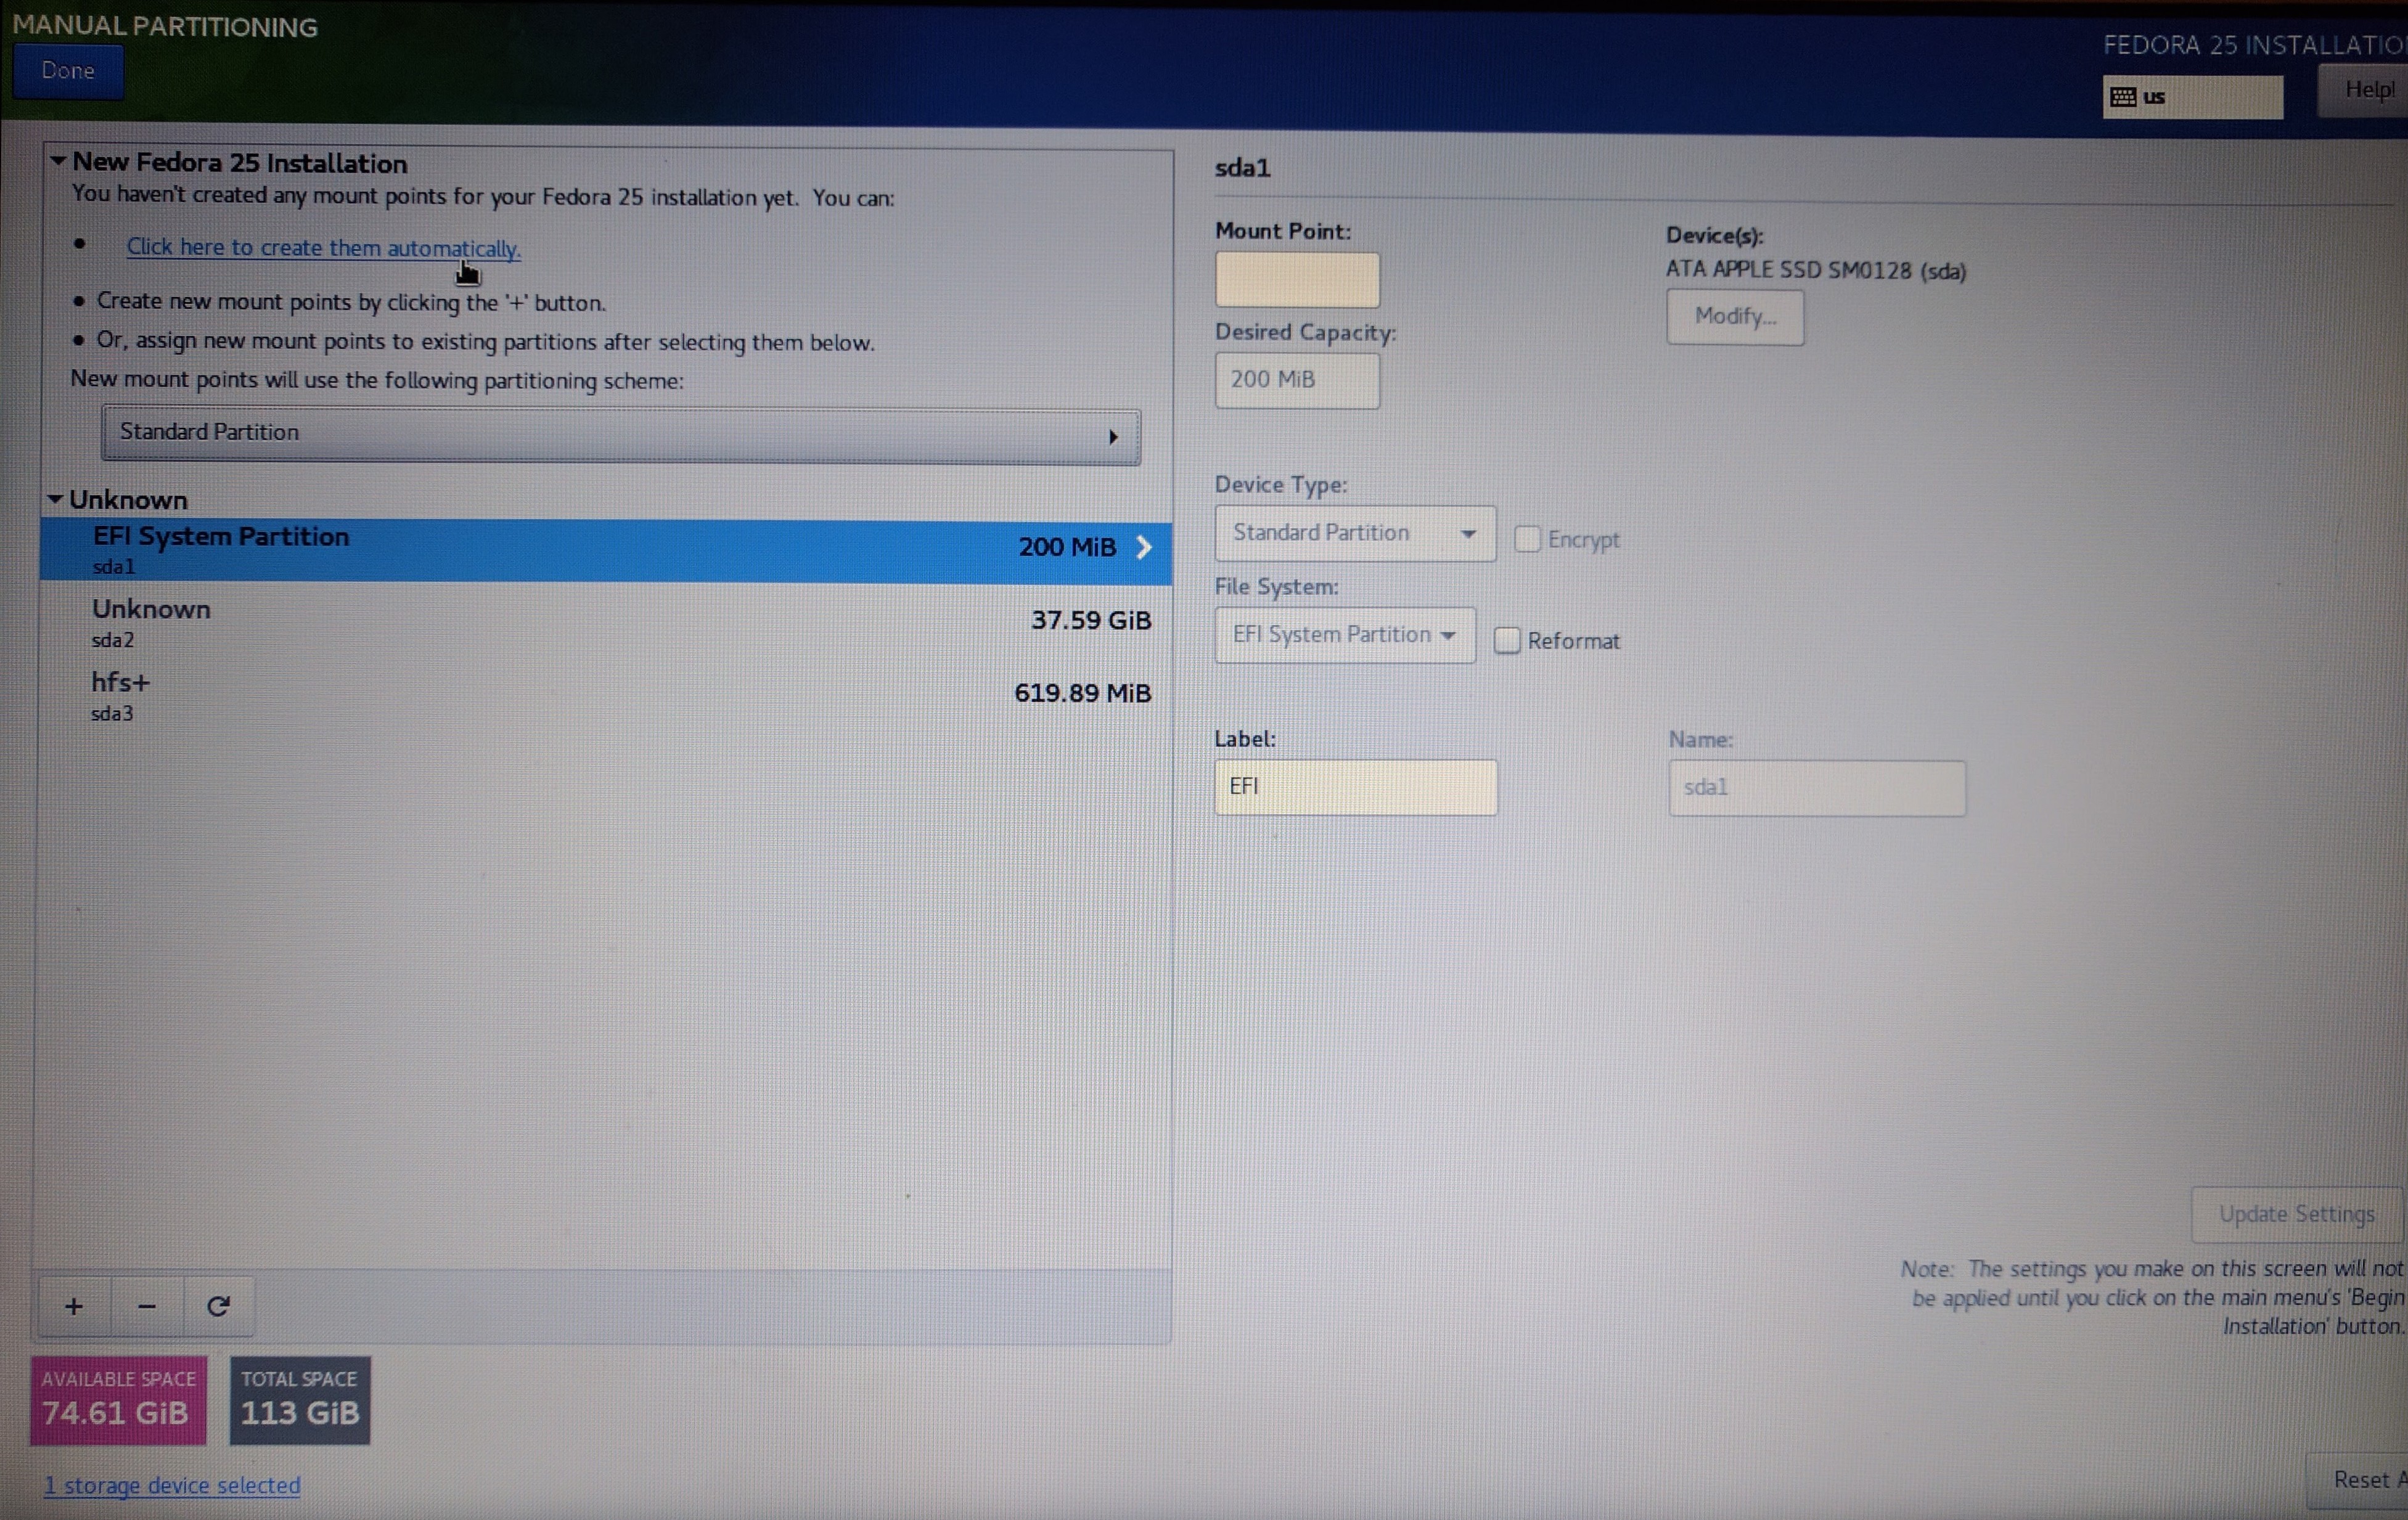 MANUAL PARTITIONING
Done
FEDORA 25 INSTALLATIO
us
Help!
New Fedora 25 Installation
You haven't created any mount points for your Fedora 25 installation yet. You can:
• Click here to create them automatically.
• Create new mount points by clicking the '+' button.
• Or, assign new mount points to existing partitions after selecting them below.
New mount points will use the following partitioning scheme:
Standard Partition
Unknown
EFI System Partition
sda1
200 MiB
Unknown
sda2
37.59 GiB
hfs+
sda3
619.89 MiB
+ −
AVAILABLE SPACE
74.61 GiB
TOTAL SPACE
113 GiB
1 storage device selected
sda1
Mount Point:
Device(s):
ATA APPLE SSD SM0128 (sda)
Modify...
Desired Capacity:
200 MiB
Device Type:
Standard Partition
Encrypt
File System:
EFI System Partition
Reformat
Label:
EFI
Name:
sda1
Update Settings
Note: The settings you make on this screen will not
be applied until you click on the main menu's 'Begin
Installation' button.
Reset A